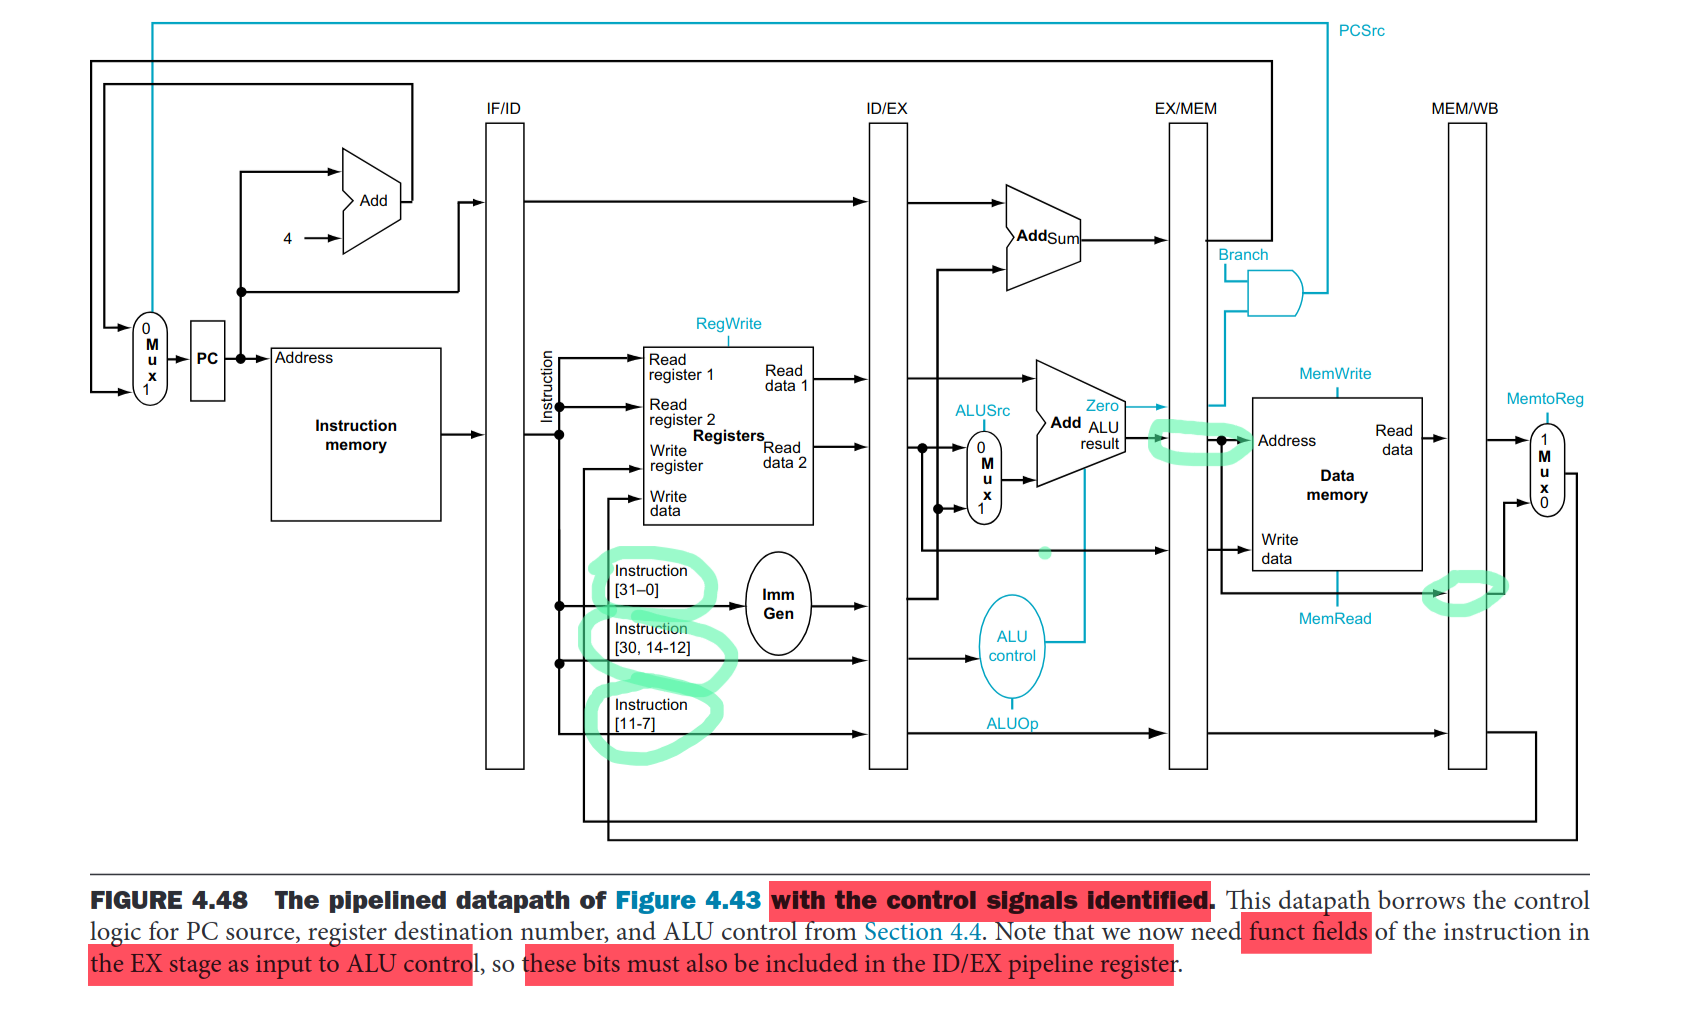 PCSrc
IF/ID
ID/EX
EX/MEM
MEM/WB
Add
4
Add Sum
Branch
RegWrite
0
M
u
x
1
PC
Address
Instruction
memory
Instruction
Read
register 1
Read
register 2
Write
register
Write
data
Registers
Read
data 1
Read
data 2
ALUSrc
0
M
u
x
1
Zero
Add
ALU
result
MemWrite
Address
Read
data
Data
memory
Write
data
MemRead
MemtoReg
1
M
u
x
0
Instruction
[31–0]
Imm
Gen
Instruction
[30, 14-12]
ALU
control
Instruction
[11-7]
ALUOp
FIGURE 4.48 The pipelined datapath of Figure 4.43 with the control signals identified. This datapath borrows the control
logic for PC source, register destination number, and ALU control from Section 4.4. Note that we now need funct fields of the instruction in
the EX stage as input to ALU control, so these bits must also be included in the ID/EX pipeline register.